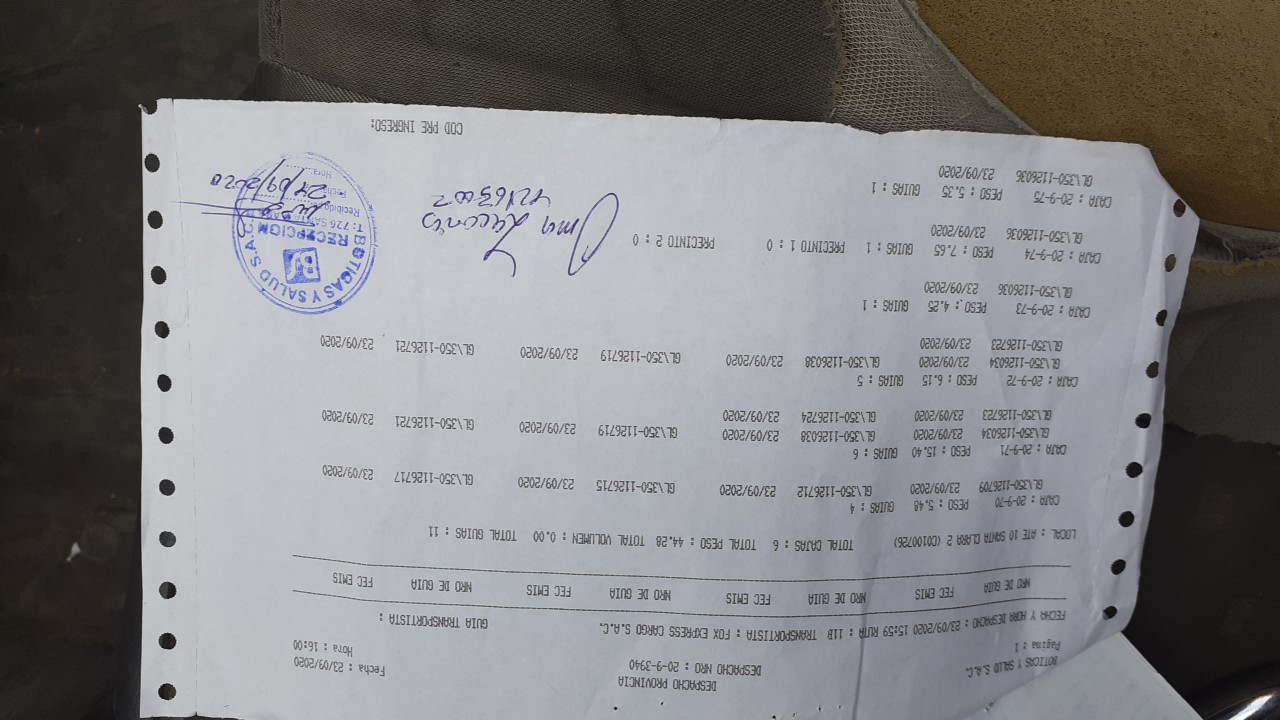 BOTICAS Y SALUD S.A.C. DESPACHO PROVINCIA Fecha : 23/09/2020
Pagina : 1 DESPACHO NRO : 20-9-3940 Hora : 16:00
FECHA Y HORA DESPACHO : 23/09/2020 15:59 RUTA : 11B TRANSPORTISTA : FOX EXPRESS CARGO S.A.C. GUIA TRANSPORTISTA :
NRO DE GUIA FEC EMIS NRO DE GUIA FEC EMIS NRO DE GUIA FEC EMIS NRO DE GUIA FEC EMIS
LOCAL : ATE 10 SANTA CLARA 2 (C0100726) TOTAL CAJAS : 6 TOTAL PESO : 44.28 TOTAL VOLUMEN : 0.00 TOTAL GUIAS : 11
CAJA : 20-9-70 PESO : 5.48 GUIAS : 4
GL\350-1126709 23/09/2020 GL\350-1126712 23/09/2020 GL\350-1126715 23/09/2020 GL\350-1126717 23/09/2020
CAJA : 20-9-71 PESO : 15.40 GUIAS : 6
GL\350-1126034 23/09/2020 GL\350-1126038 23/09/2020 GL\350-1126719 23/09/2020 GL\350-1126721 23/09/2020
GL\350-1126723 23/09/2020 GL\350-1126724 23/09/2020
CAJA : 20-9-72 PESO : 6.15 GUIAS : 5
GL\350-1126034 23/09/2020 GL\350-1126038 23/09/2020 GL\350-1126719 23/09/2020 GL\350-1126721 23/09/2020
GL\350-1126723 23/09/2020
CAJA : 20-9-73 PESO : 4.25 GUIAS : 1
GL\350-1126036 23/09/2020
CAJA : 20-9-74 PESO : 7.65 GUIAS : 1 PRECINTO 1 : 0 PRECINTO 2 : 0
GL\350-1126036 23/09/2020
CAJA : 20-9-75 PESO : 5.35 GUIAS : 1
GL\350-1126036 23/09/2020
COD PRE INGRESO:
BOTICAS Y SALUD S.A.C.
BS
RECEPCION
T: 726
Recibido
Fecha 24/09/2020
Hora